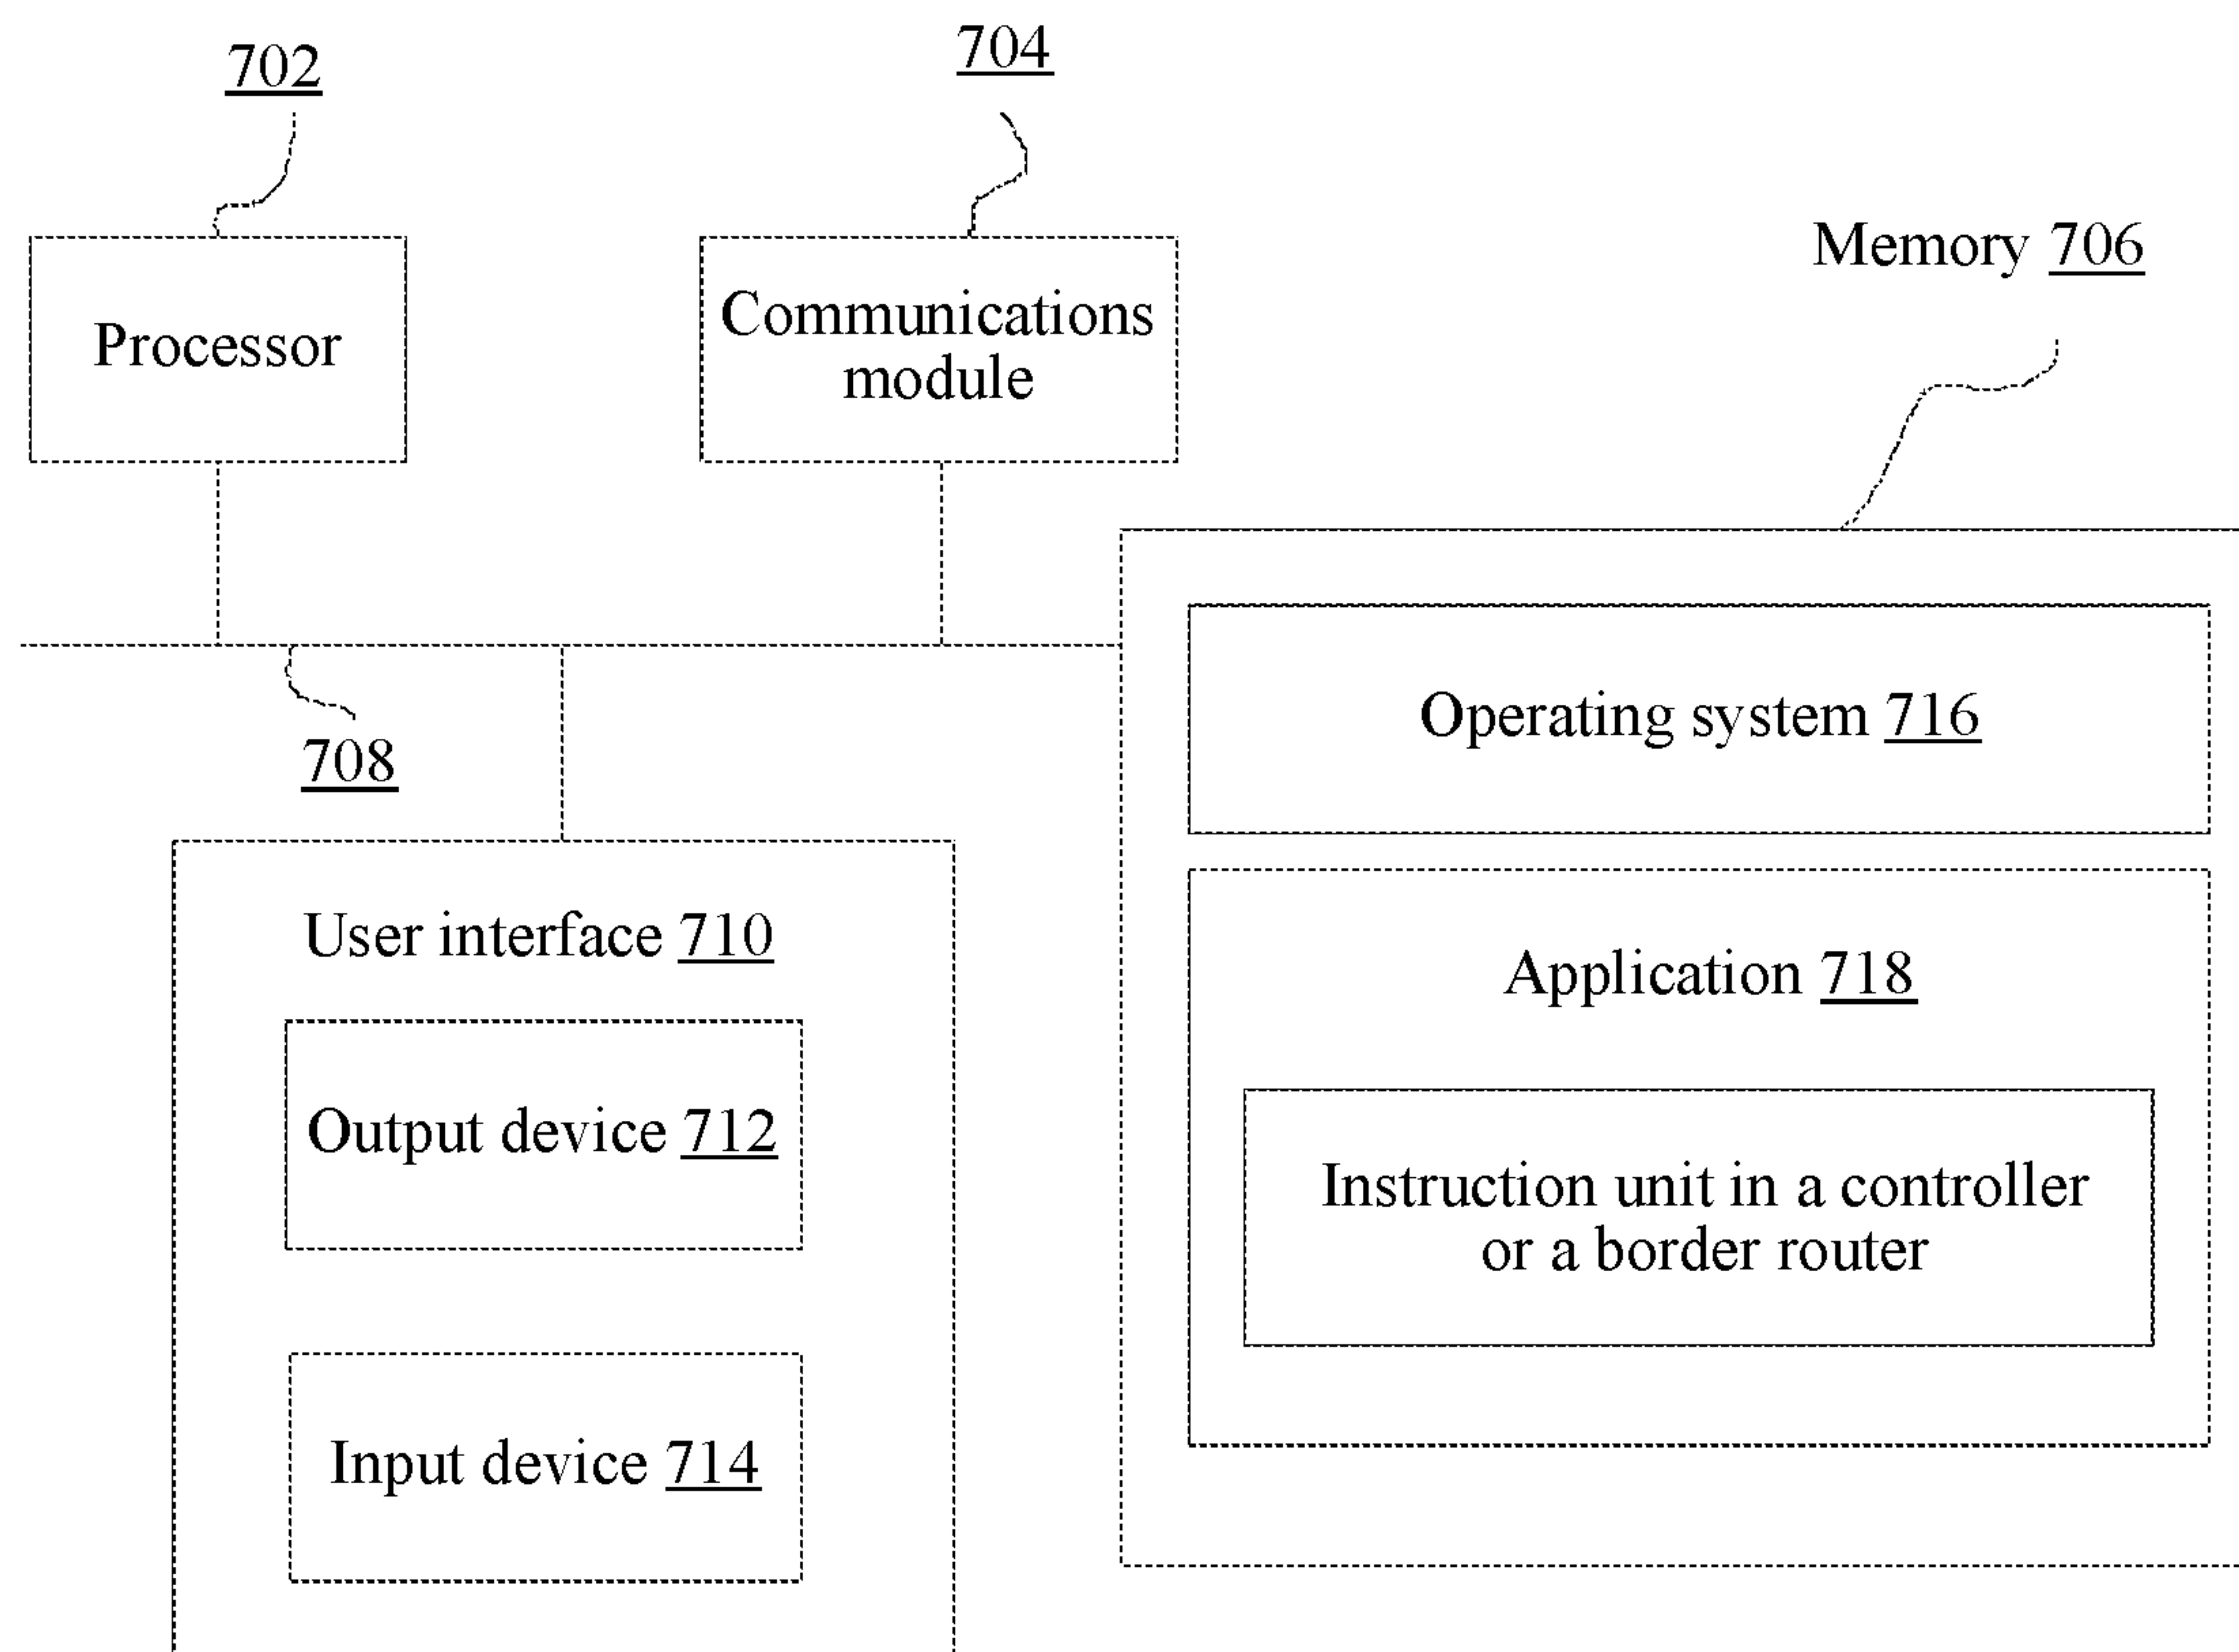 702
704
Memory 706
Processor
Communications
module
Operating system 716
708
User interface 710
Application 718
Output device 712
Instruction unit in a controller
or a border router
Input device 714